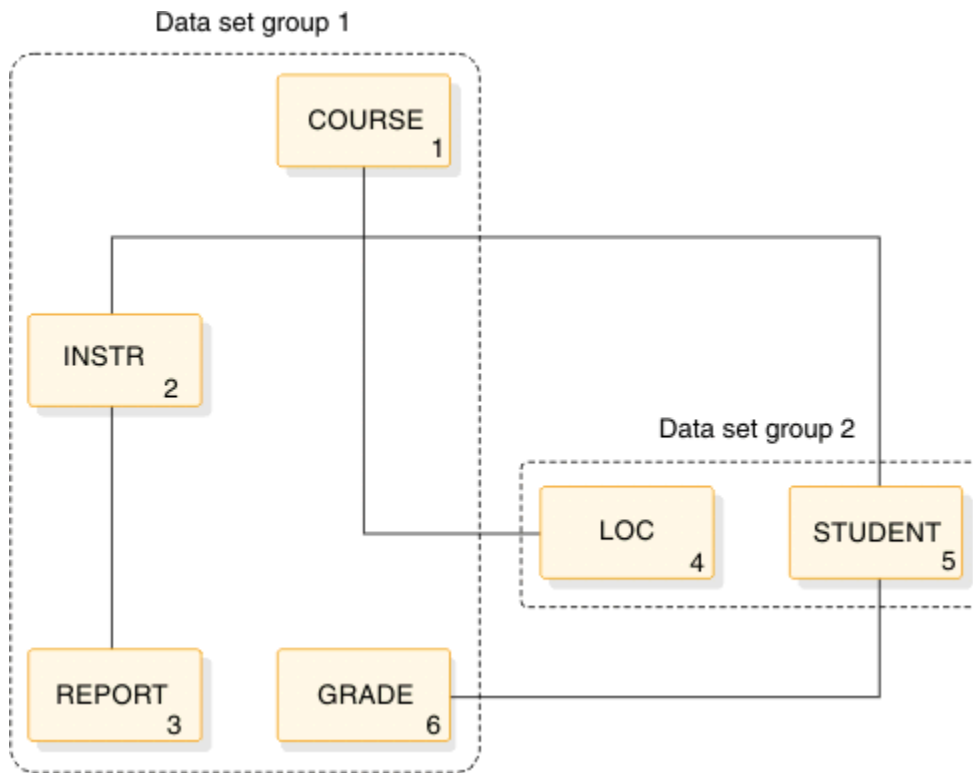 Data set group 1
COURSE
1
INSTR
2
Data set group 2
LOC
4
STUDENT
5
REPORT
3
GRADE
6